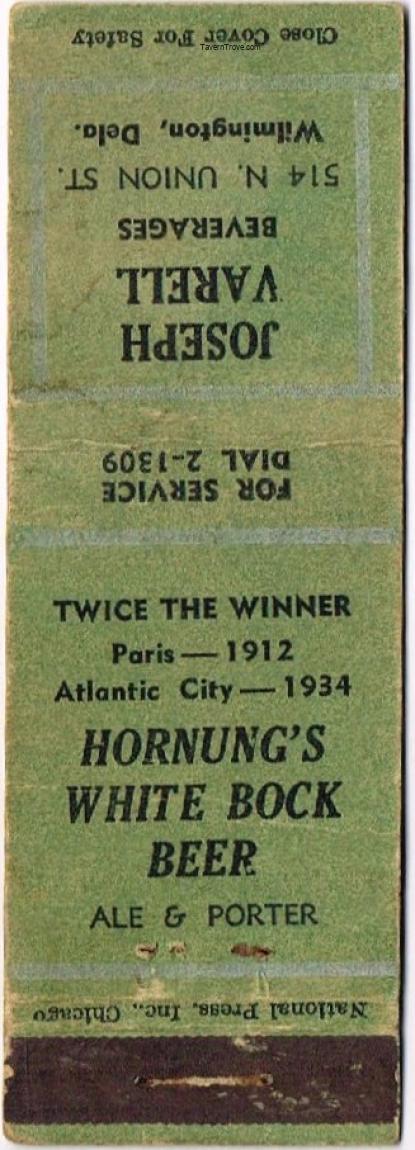 Close Cover For Safety
TavernTrove.com
JOSEPH
VARELL
BEVERAGES
514 N. UNION ST.
Wilmington, Dela.
FOR SERVICE
DIAL 2-1309
TWICE THE WINNER
Paris — 1912
Atlantic City — 1934
HORNUNG'S
WHITE BOCK
BEER
ALE & PORTER
National Press, Inc., Chicago